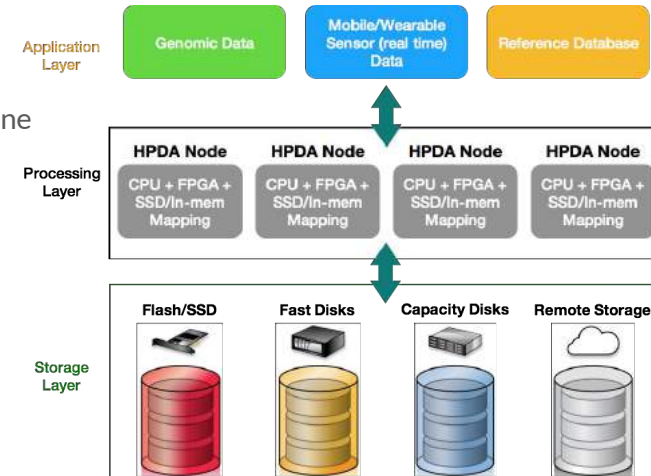 Application
Layer
Genomic Data
Mobile/Wearable
Sensor (real time)
Data
Reference Database
ne
Processing
Layer
HPDA Node
CPU + FPGA +
SSD/In-mem
Mapping
HPDA Node
CPU + FPGA +
SSD/In-mem
Mapping
HPDA Node
CPU + FPGA +
SSD/In-mem
Mapping
HPDA Node
CPU + FPGA +
SSD/In-mem
Mapping
Storage
Layer
Flash/SSD
Fast Disks
Capacity Disks
Remote Storage